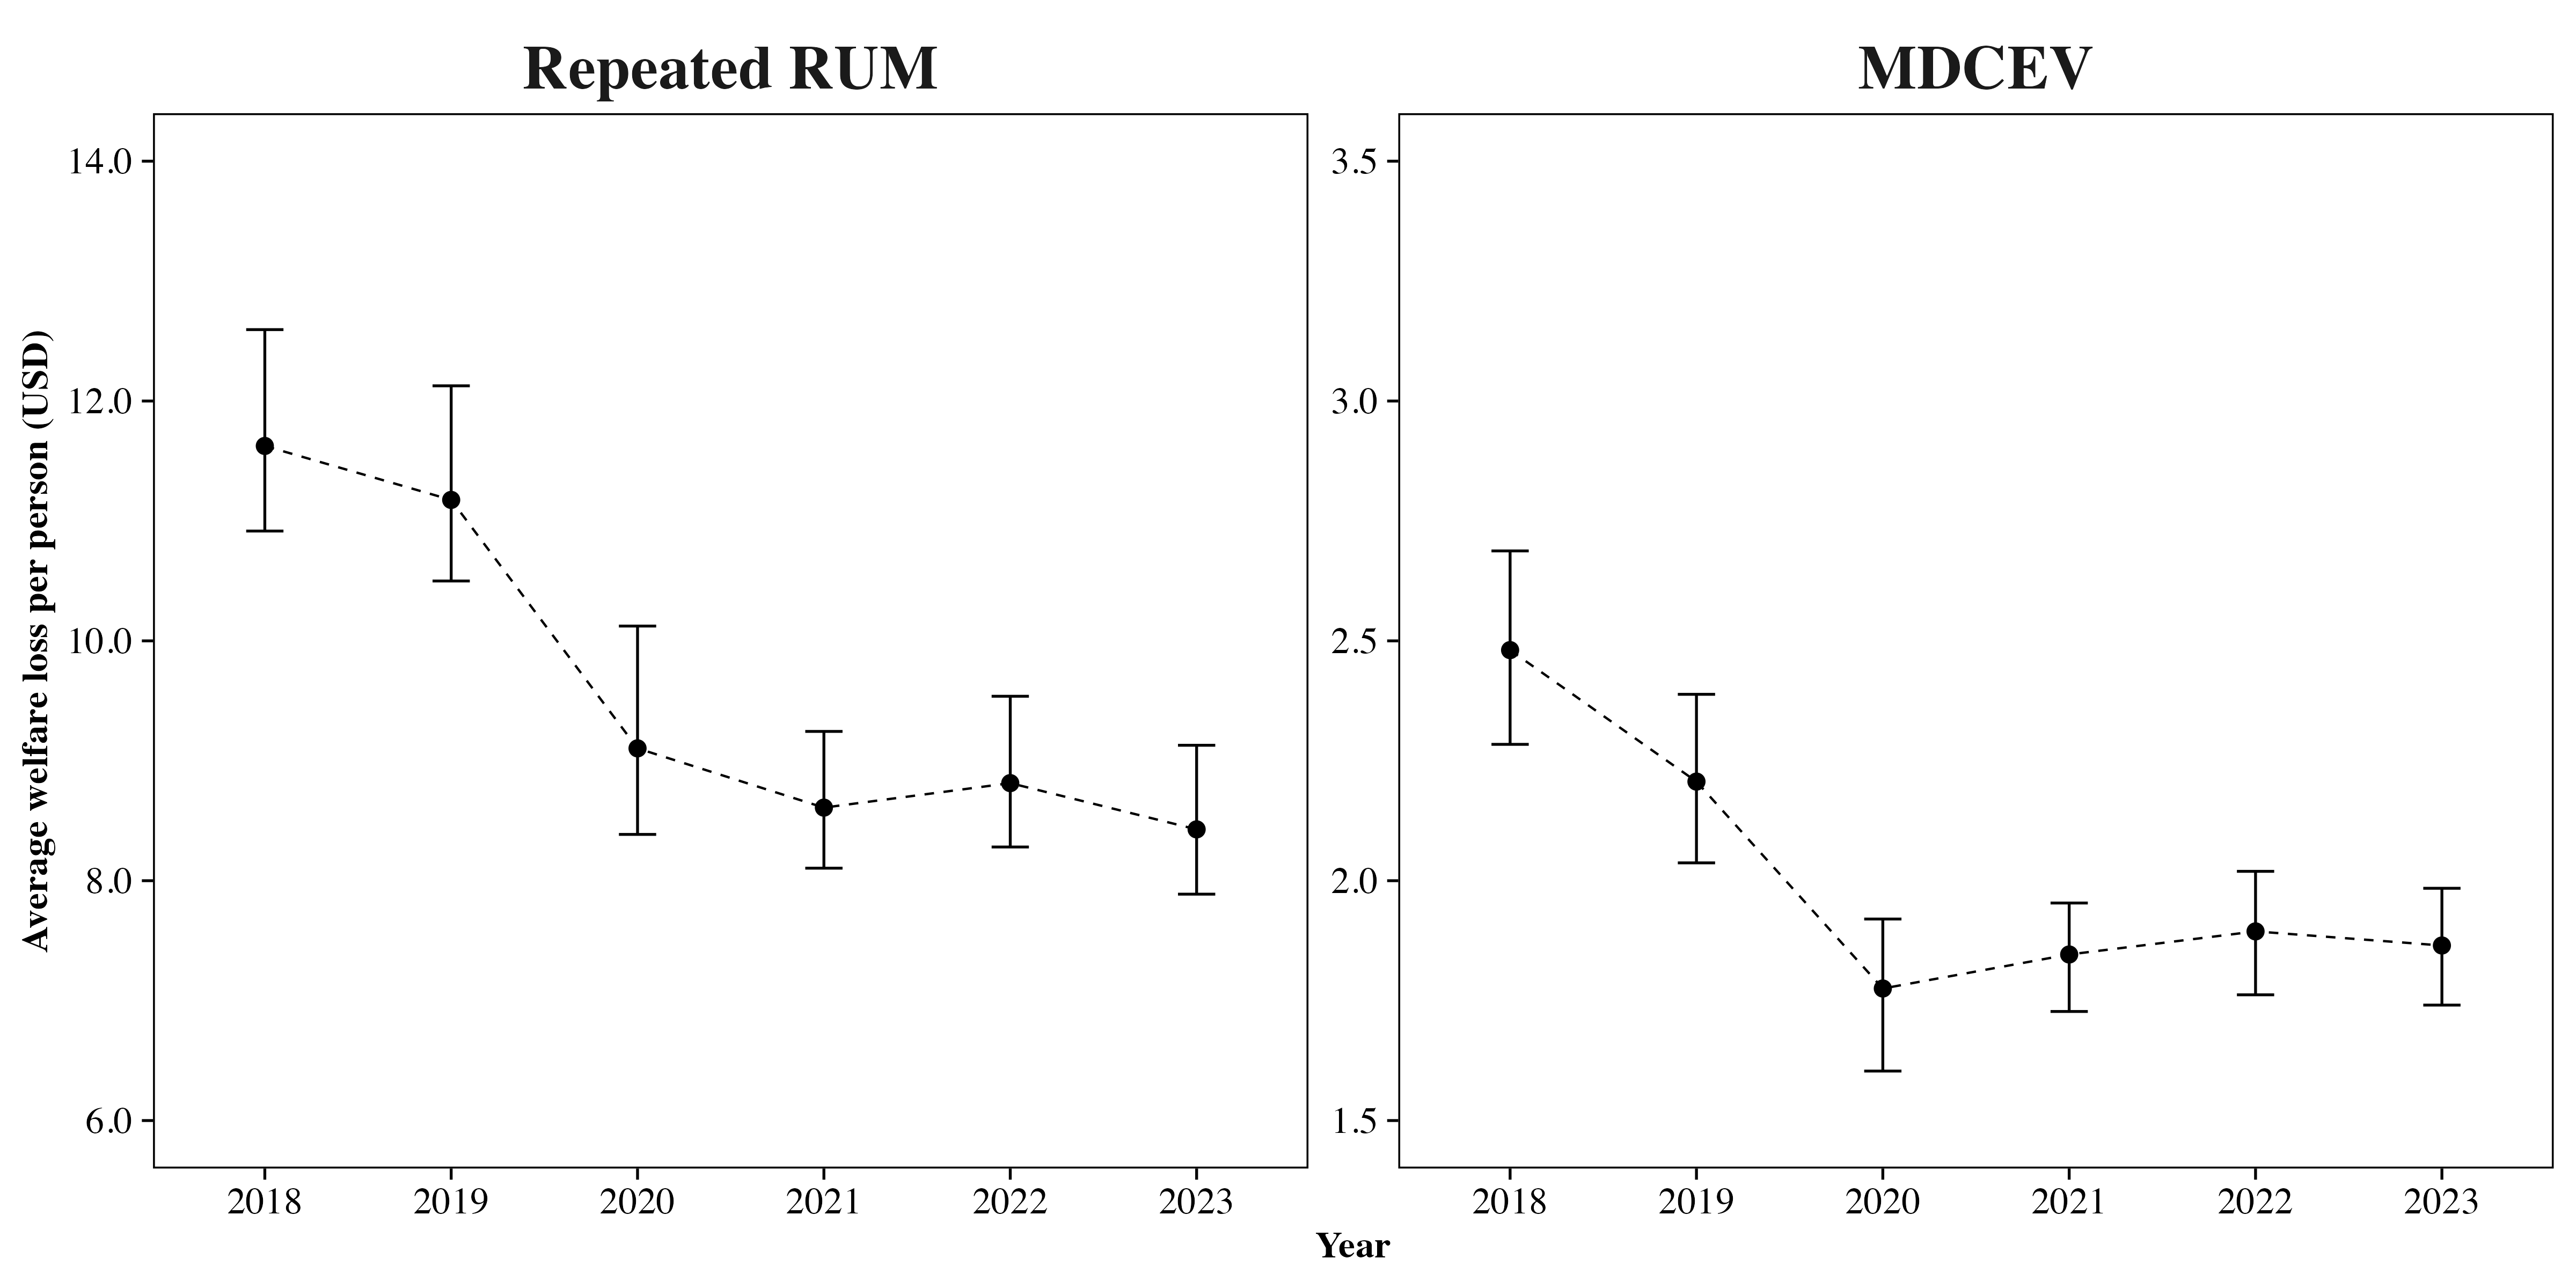 Repeated RUM
MDCEV
Average welfare loss per person (USD)
14.0
12.0
10.0
8.0
6.0
2018 2019 2020 2021 2022 2023
3.5
3.0
2.5
2.0
1.5
2018 2019 2020 2021 2022 2023
Year